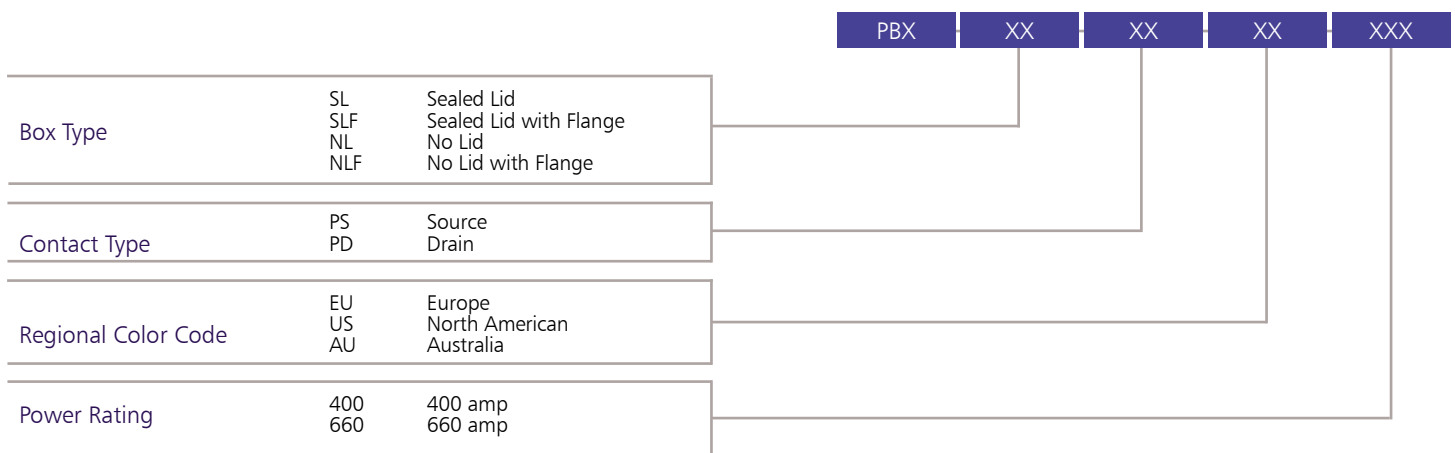 PBX XX XX XX XXX
Box Type
SL Sealed Lid
SLF Sealed Lid with Flange
NL No Lid
NLF No Lid with Flange
Contact Type
PS Source
PD Drain
Regional Color Code
EU Europe
US North American
AU Australia
Power Rating
400 400 amp
660 660 amp